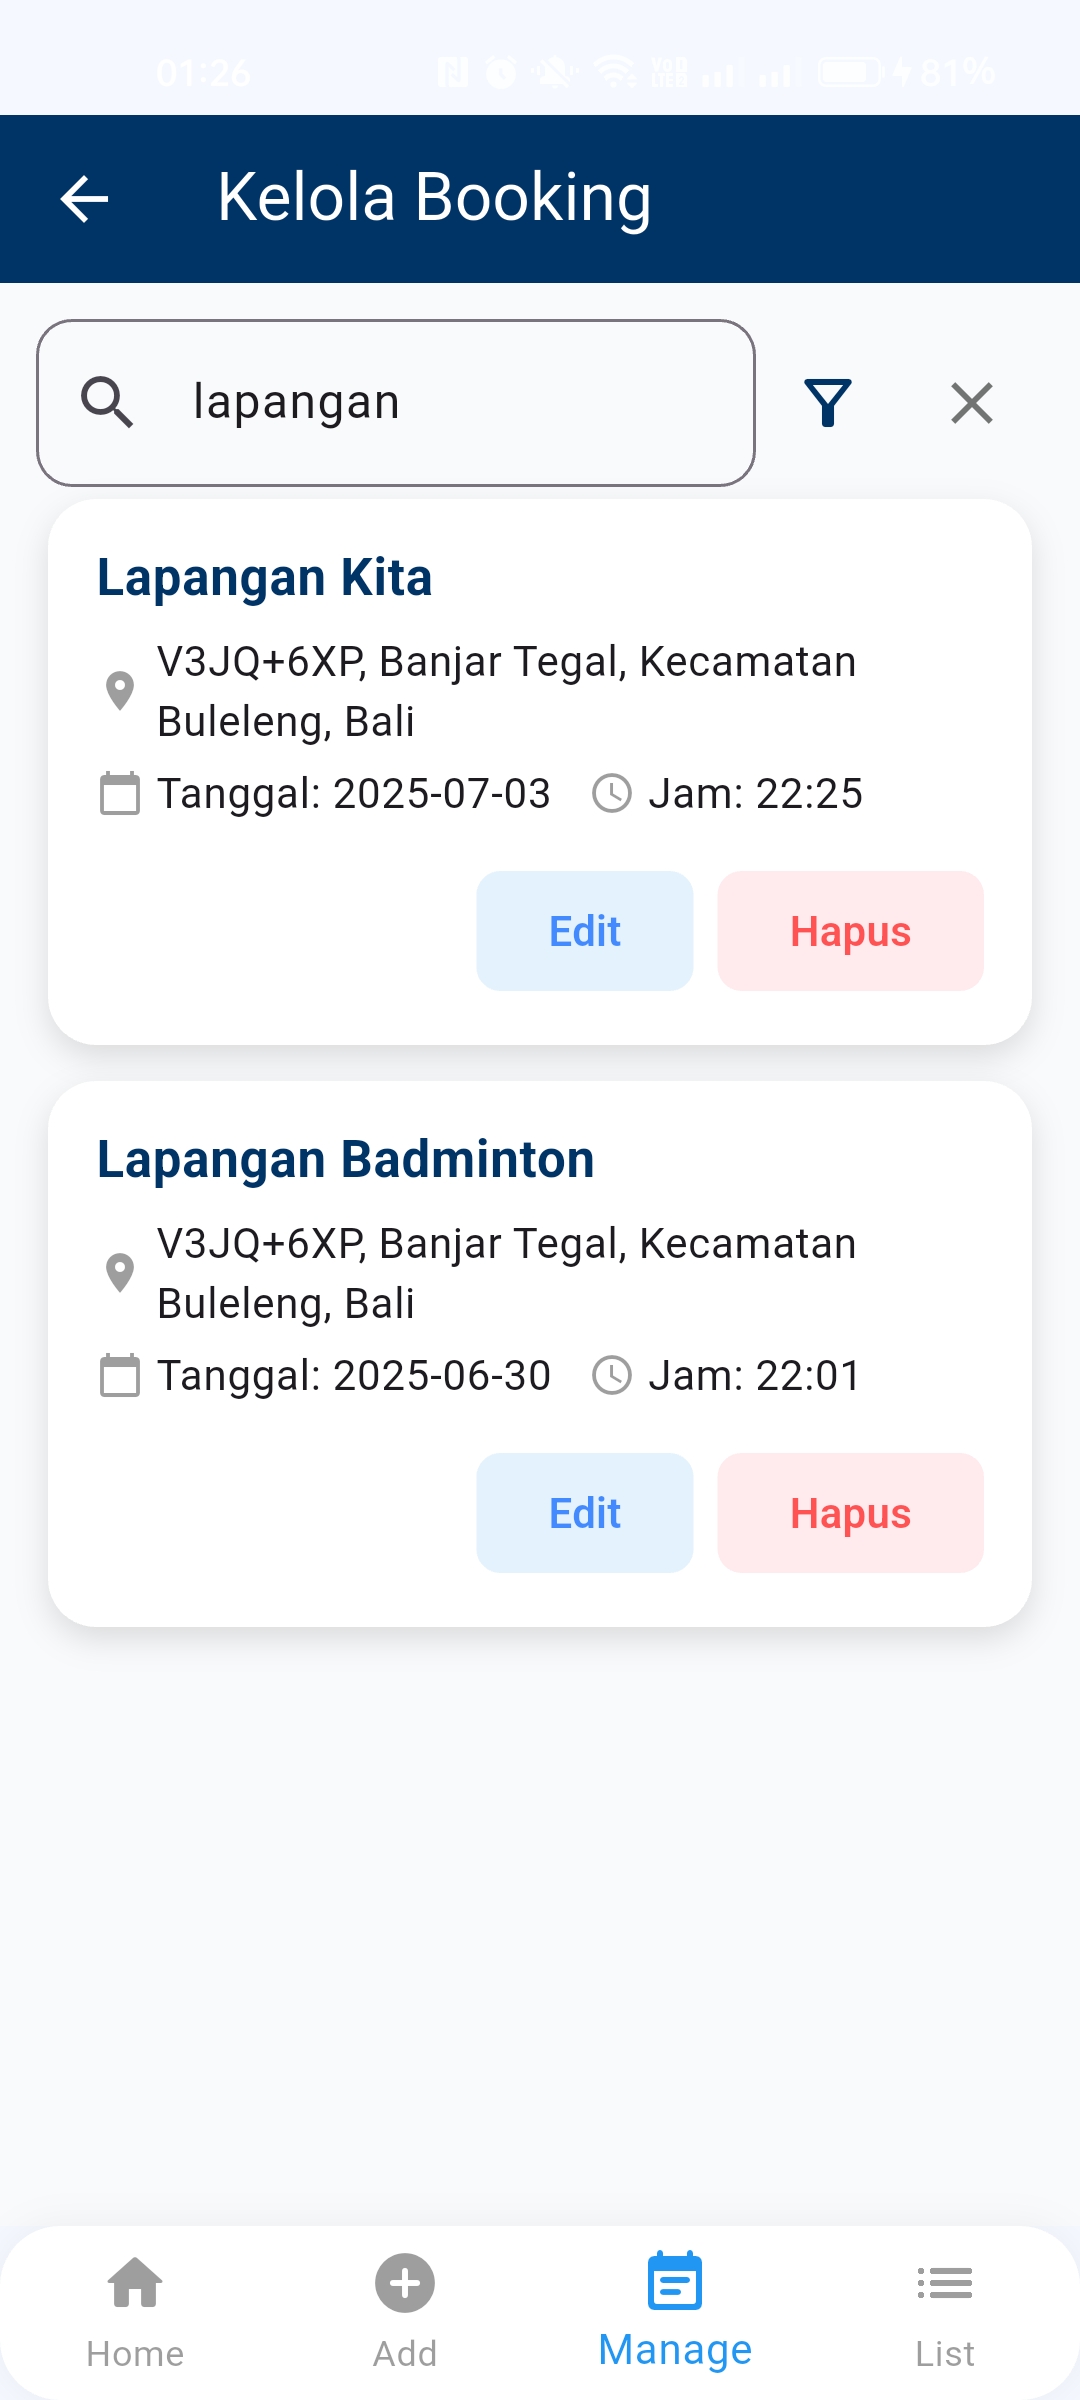 01:26
VoD
LTE2
81%
Kelola Booking
lapangan
Lapangan Kita
V3JQ+6XP, Banjar Tegal, Kecamatan
Buleleng, Bali
Tanggal: 2025-07-03 Jam: 22:25
Edit Hapus
Lapangan Badminton
V3JQ+6XP, Banjar Tegal, Kecamatan
Buleleng, Bali
Tanggal: 2025-06-30 Jam: 22:01
Edit Hapus
Home Add Manage List